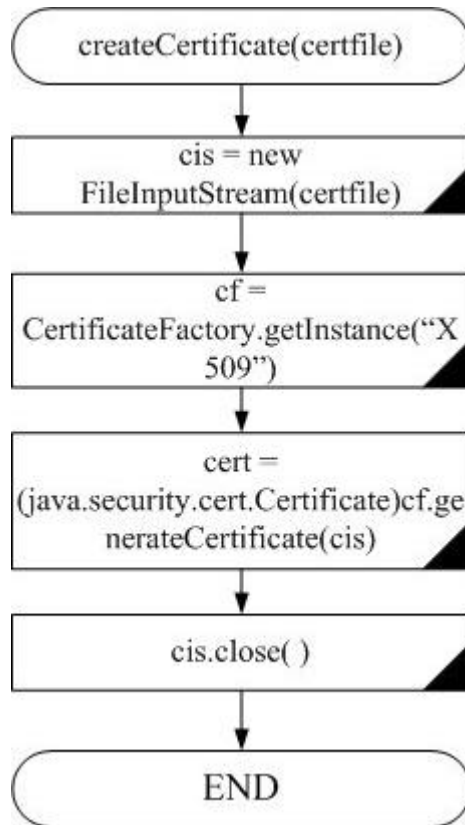 createCertificate(certfile)
cis = new
FileInputStream(certfile)
cf =
CertificateFactory.getInstance(“X
509”)
cert =
(java.security.cert.Certificate)cf.ge
nerateCertificate(cis)
cis.close( )
END